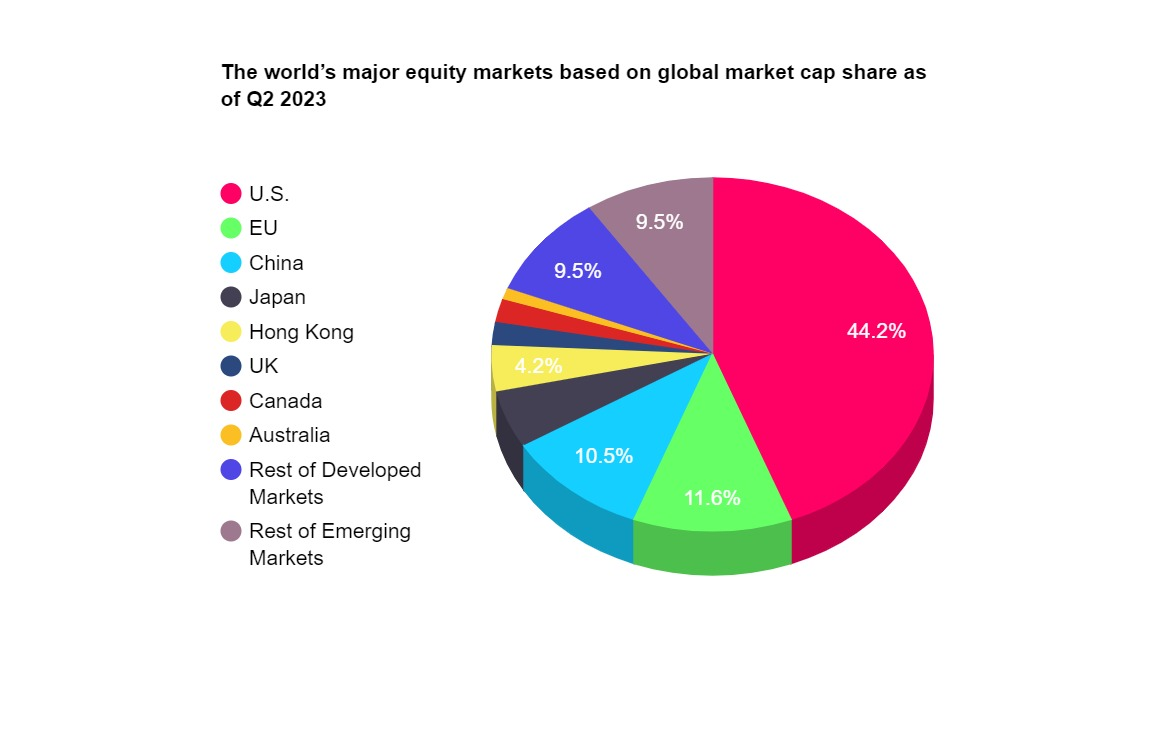 The world’s major equity markets based on global market cap share as
of Q2 2023
U.S.
EU
China
Japan
Hong Kong
UK
Canada
Australia
Rest of Developed
Markets
Rest of Emerging
Markets
9.5%
9.5%
44.2%
4.2%
10.5%
11.6%